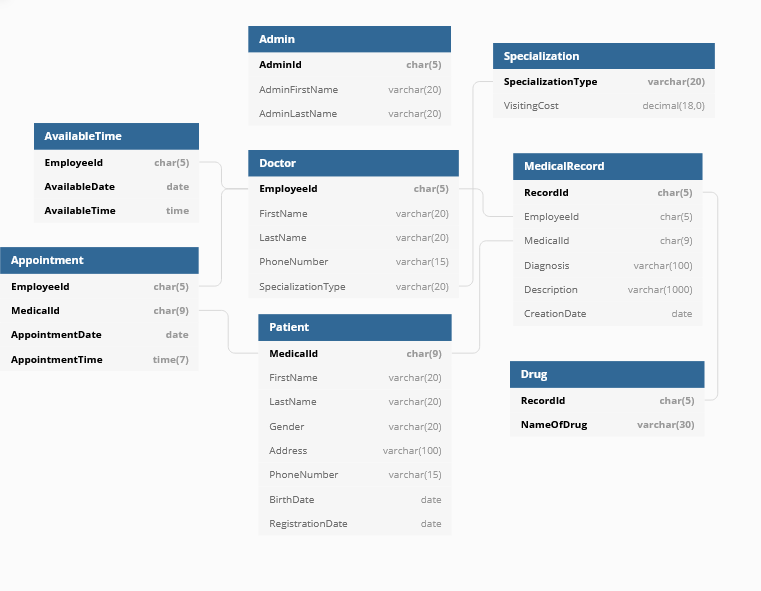 Admin
AdminId char(5)
AdminFirstName varchar(20)
AdminLastName varchar(20)
Specialization
SpecializationType varchar(20)
VisitingCost decimal(18,0)
AvailableTime
EmployeeId char(5)
AvailableDate date
AvailableTime time
Doctor
EmployeeId char(5)
FirstName varchar(20)
LastName varchar(20)
PhoneNumber varchar(15)
SpecializationType varchar(20)
MedicalRecord
RecordId char(5)
EmployeeId char(5)
MedicalId char(9)
Diagnosis varchar(100)
Description varchar(1000)
CreationDate date
Appointment
EmployeeId char(5)
MedicalId char(9)
AppointmentDate date
AppointmentTime time(7)
Patient
MedicalId char(9)
FirstName varchar(20)
LastName varchar(20)
Gender varchar(20)
Address varchar(100)
PhoneNumber varchar(15)
BirthDate date
RegistrationDate date
Drug
RecordId char(5)
NameOfDrug varchar(30)